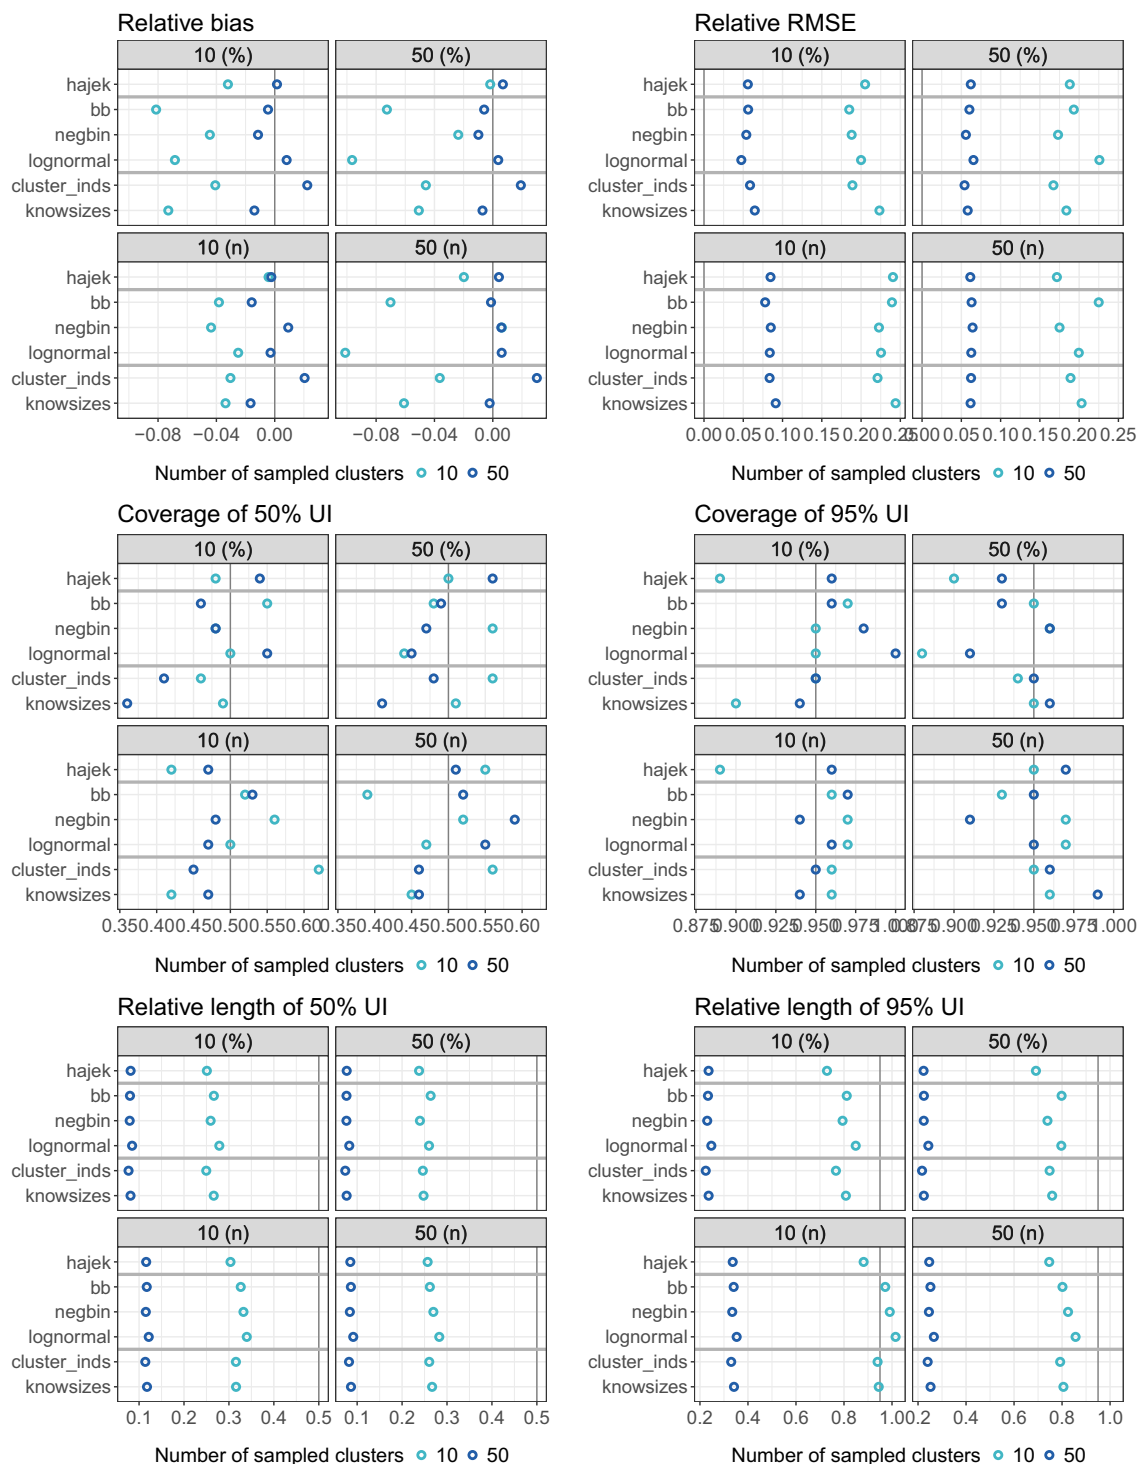 Relative bias
Relative RMSE
10 (%) 50 (%)
10 (%) 50 (%)
hajek
bb
negbin
lognormal
cluster_inds
knowsizes
hajek
bb
negbin
lognormal
cluster_inds
knowsizes
10 (n) 50 (n)
10 (n) 50 (n)
hajek
bb
negbin
lognormal
cluster_inds
knowsizes
hajek
bb
negbin
lognormal
cluster_inds
knowsizes
−0.08 −0.04 0.00 −0.08 −0.04 0.00
0.00 0.05 0.10 0.15 0.20 0.25 0.00 0.05 0.10 0.15 0.20 0.25
Number of sampled clusters 10 50
Number of sampled clusters 10 50
Coverage of 50% UI
Coverage of 95% UI
10 (%) 50 (%)
10 (%) 50 (%)
hajek
bb
negbin
lognormal
cluster_inds
knowsizes
hajek
bb
negbin
lognormal
cluster_inds
knowsizes
10 (n) 50 (n)
10 (n) 50 (n)
hajek
bb
negbin
lognormal
cluster_inds
knowsizes
hajek
bb
negbin
lognormal
cluster_inds
knowsizes
0.35 0.40 0.45 0.50 0.55 0.60 0.35 0.40 0.45 0.50 0.55 0.60
0.875 0.900 0.925 0.950 0.975 1.000 0.875 0.900 0.925 0.950 0.975 1.000
Number of sampled clusters 10 50
Number of sampled clusters 10 50
Relative length of 50% UI
Relative length of 95% UI
10 (%) 50 (%)
10 (%) 50 (%)
hajek
bb
negbin
lognormal
cluster_inds
knowsizes
hajek
bb
negbin
lognormal
cluster_inds
knowsizes
10 (n) 50 (n)
10 (n) 50 (n)
hajek
bb
negbin
lognormal
cluster_inds
knowsizes
hajek
bb
negbin
lognormal
cluster_inds
knowsizes
0.1 0.2 0.3 0.4 0.5 0.1 0.2 0.3 0.4 0.5
0.2 0.4 0.6 0.8 1.0 0.2 0.4 0.6 0.8 1.0
Number of sampled clusters 10 50
Number of sampled clusters 10 50